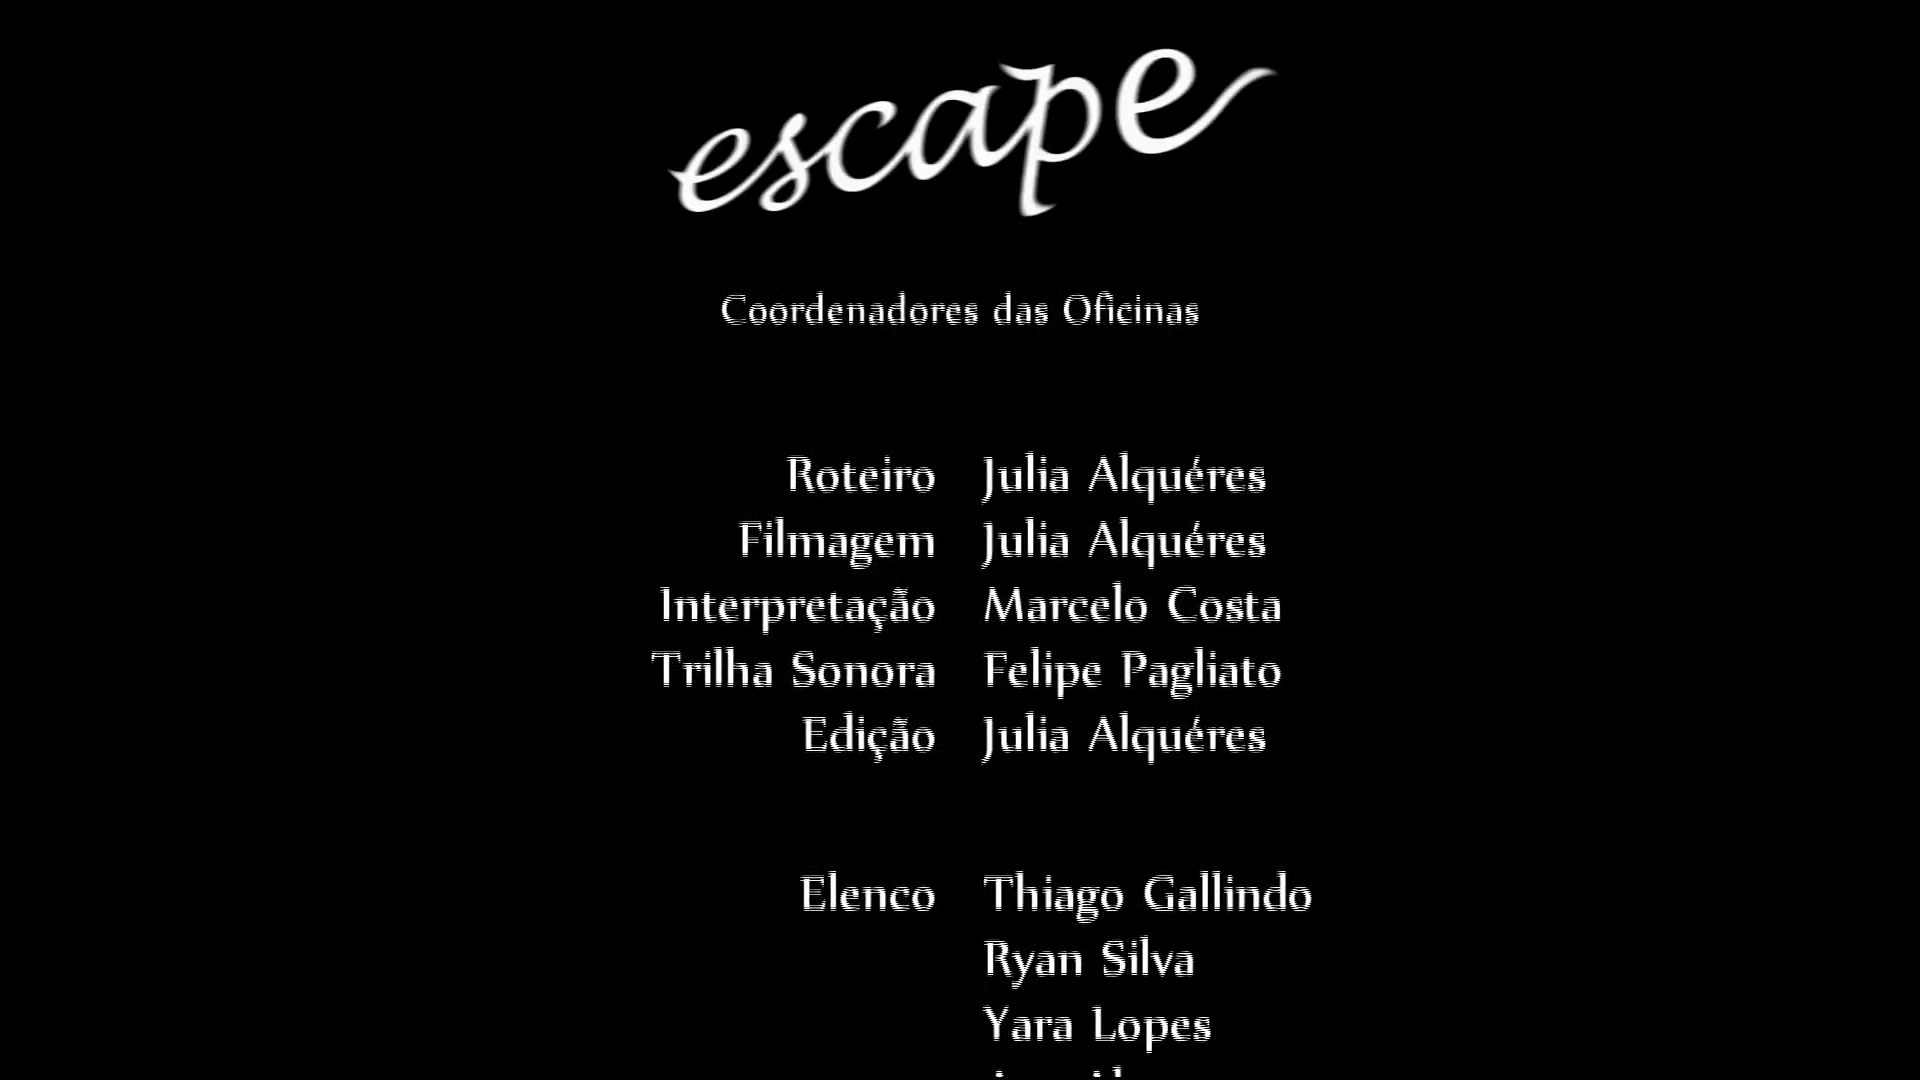 escape
Coordenadores das Oficinas
Roteiro Julia Alquéres
Filmagem Julia Alquéres
Interpretação Marcelo Costa
Trilha Sonora Felipe Pagliato
Edição Julia Alquéres
Elenco Thiago Gallindo
Ryan Silva
Yara Lopes